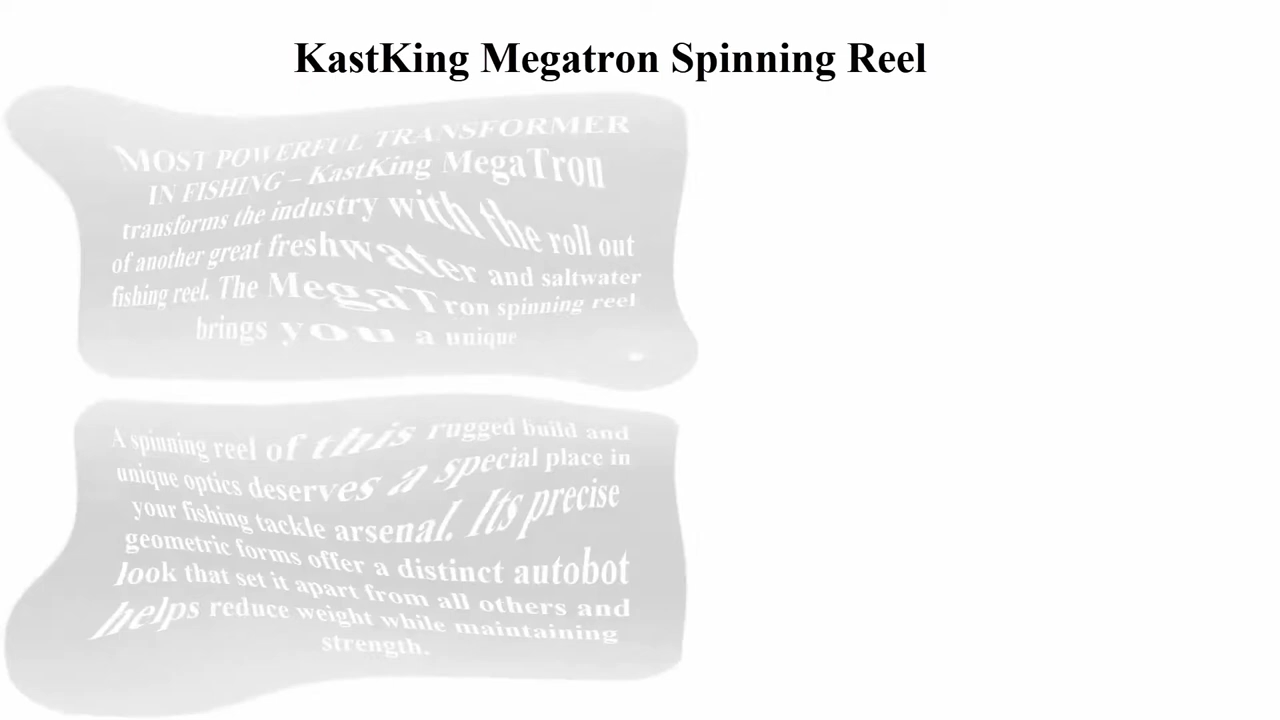 KastKing Megatron Spinning Reel
MOST POWERFUL TRANSFORMER
IN FISHING – KastKing MegaTron
transforms the industry with the roll out
of another great freshwater and saltwater
fishing reel. The MegaTron spinning reel
brings you a unique
A spinning reel of this rugged build and
unique optics deserves a special place in
your fishing tackle arsenal. Its precise
geometric forms offer a distinct autobot
look that set it apart from all others and
helps reduce weight while maintaining
strength.